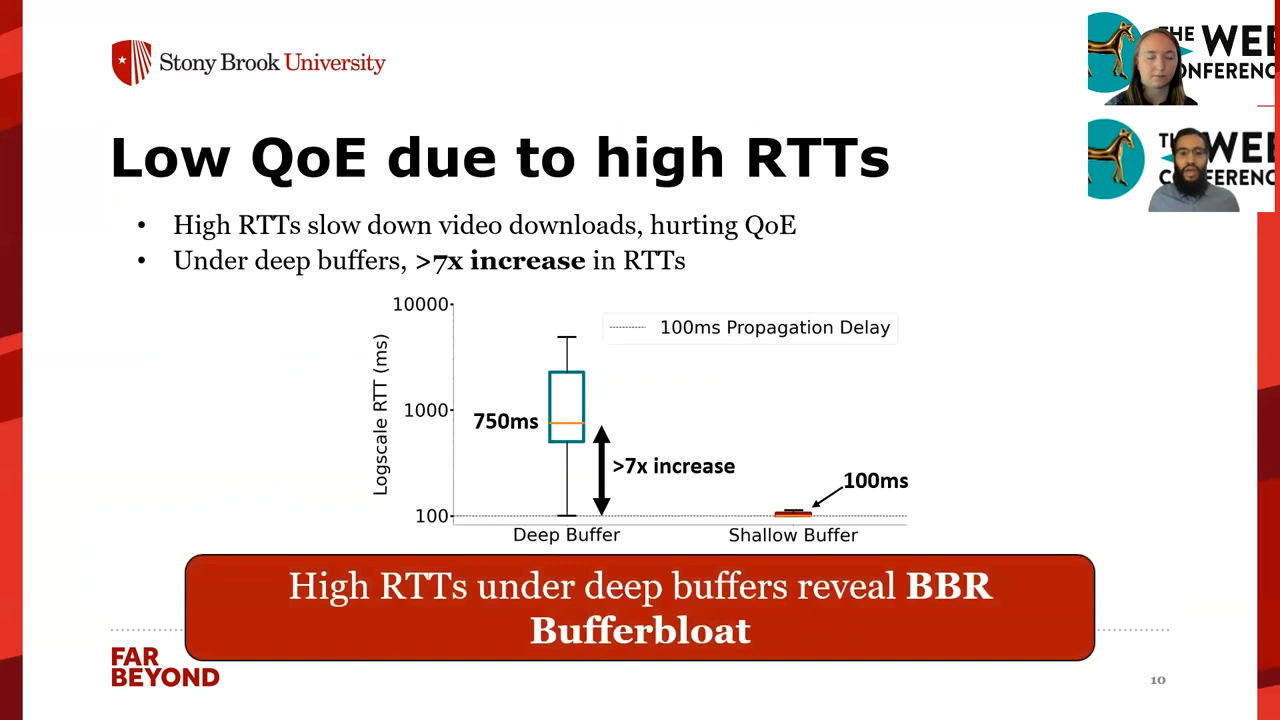 Stony Brook University
THE WEB
CONFERENCE
THE WEB
CONFERENCE
Low QoE due to high RTTs
• High RTTs slow down video downloads, hurting QoE
• Under deep buffers, >7x increase in RTTs
10000
1000
100
Logscale RTT (ms)
100ms Propagation Delay
750ms
>7x increase
100ms
Deep Buffer
Shallow Buffer
High RTTs under deep buffers reveal BBR
Bufferbloat
FAR
BEYOND
10